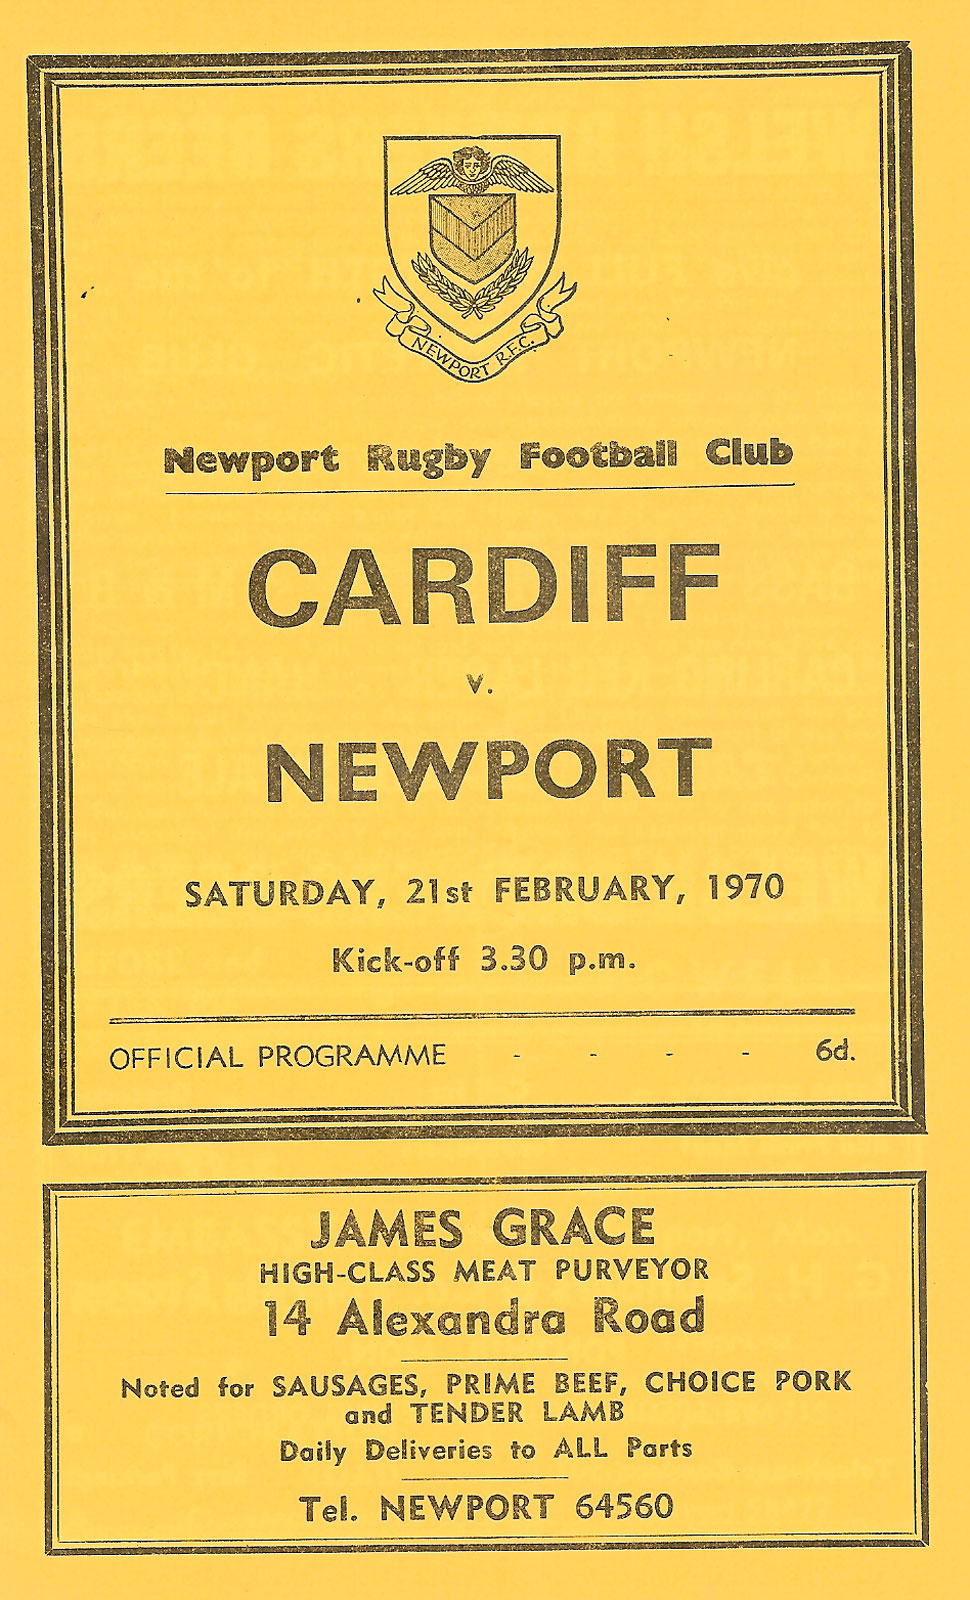 NEWPORT R.F.C.
Newport Rugby Football Club
CARDIFF
v.
NEWPORT
SATURDAY, 21st FEBRUARY, 1970
Kick-off 3.30 p.m.
OFFICIAL PROGRAMME - - - - 6d.
JAMES GRACE
HIGH-CLASS MEAT PURVEYOR
14 Alexandra Road
Noted for SAUSAGES, PRIME BEEF, CHOICE PORK
and TENDER LAMB
Daily Deliveries to ALL Parts
Tel. NEWPORT 64560